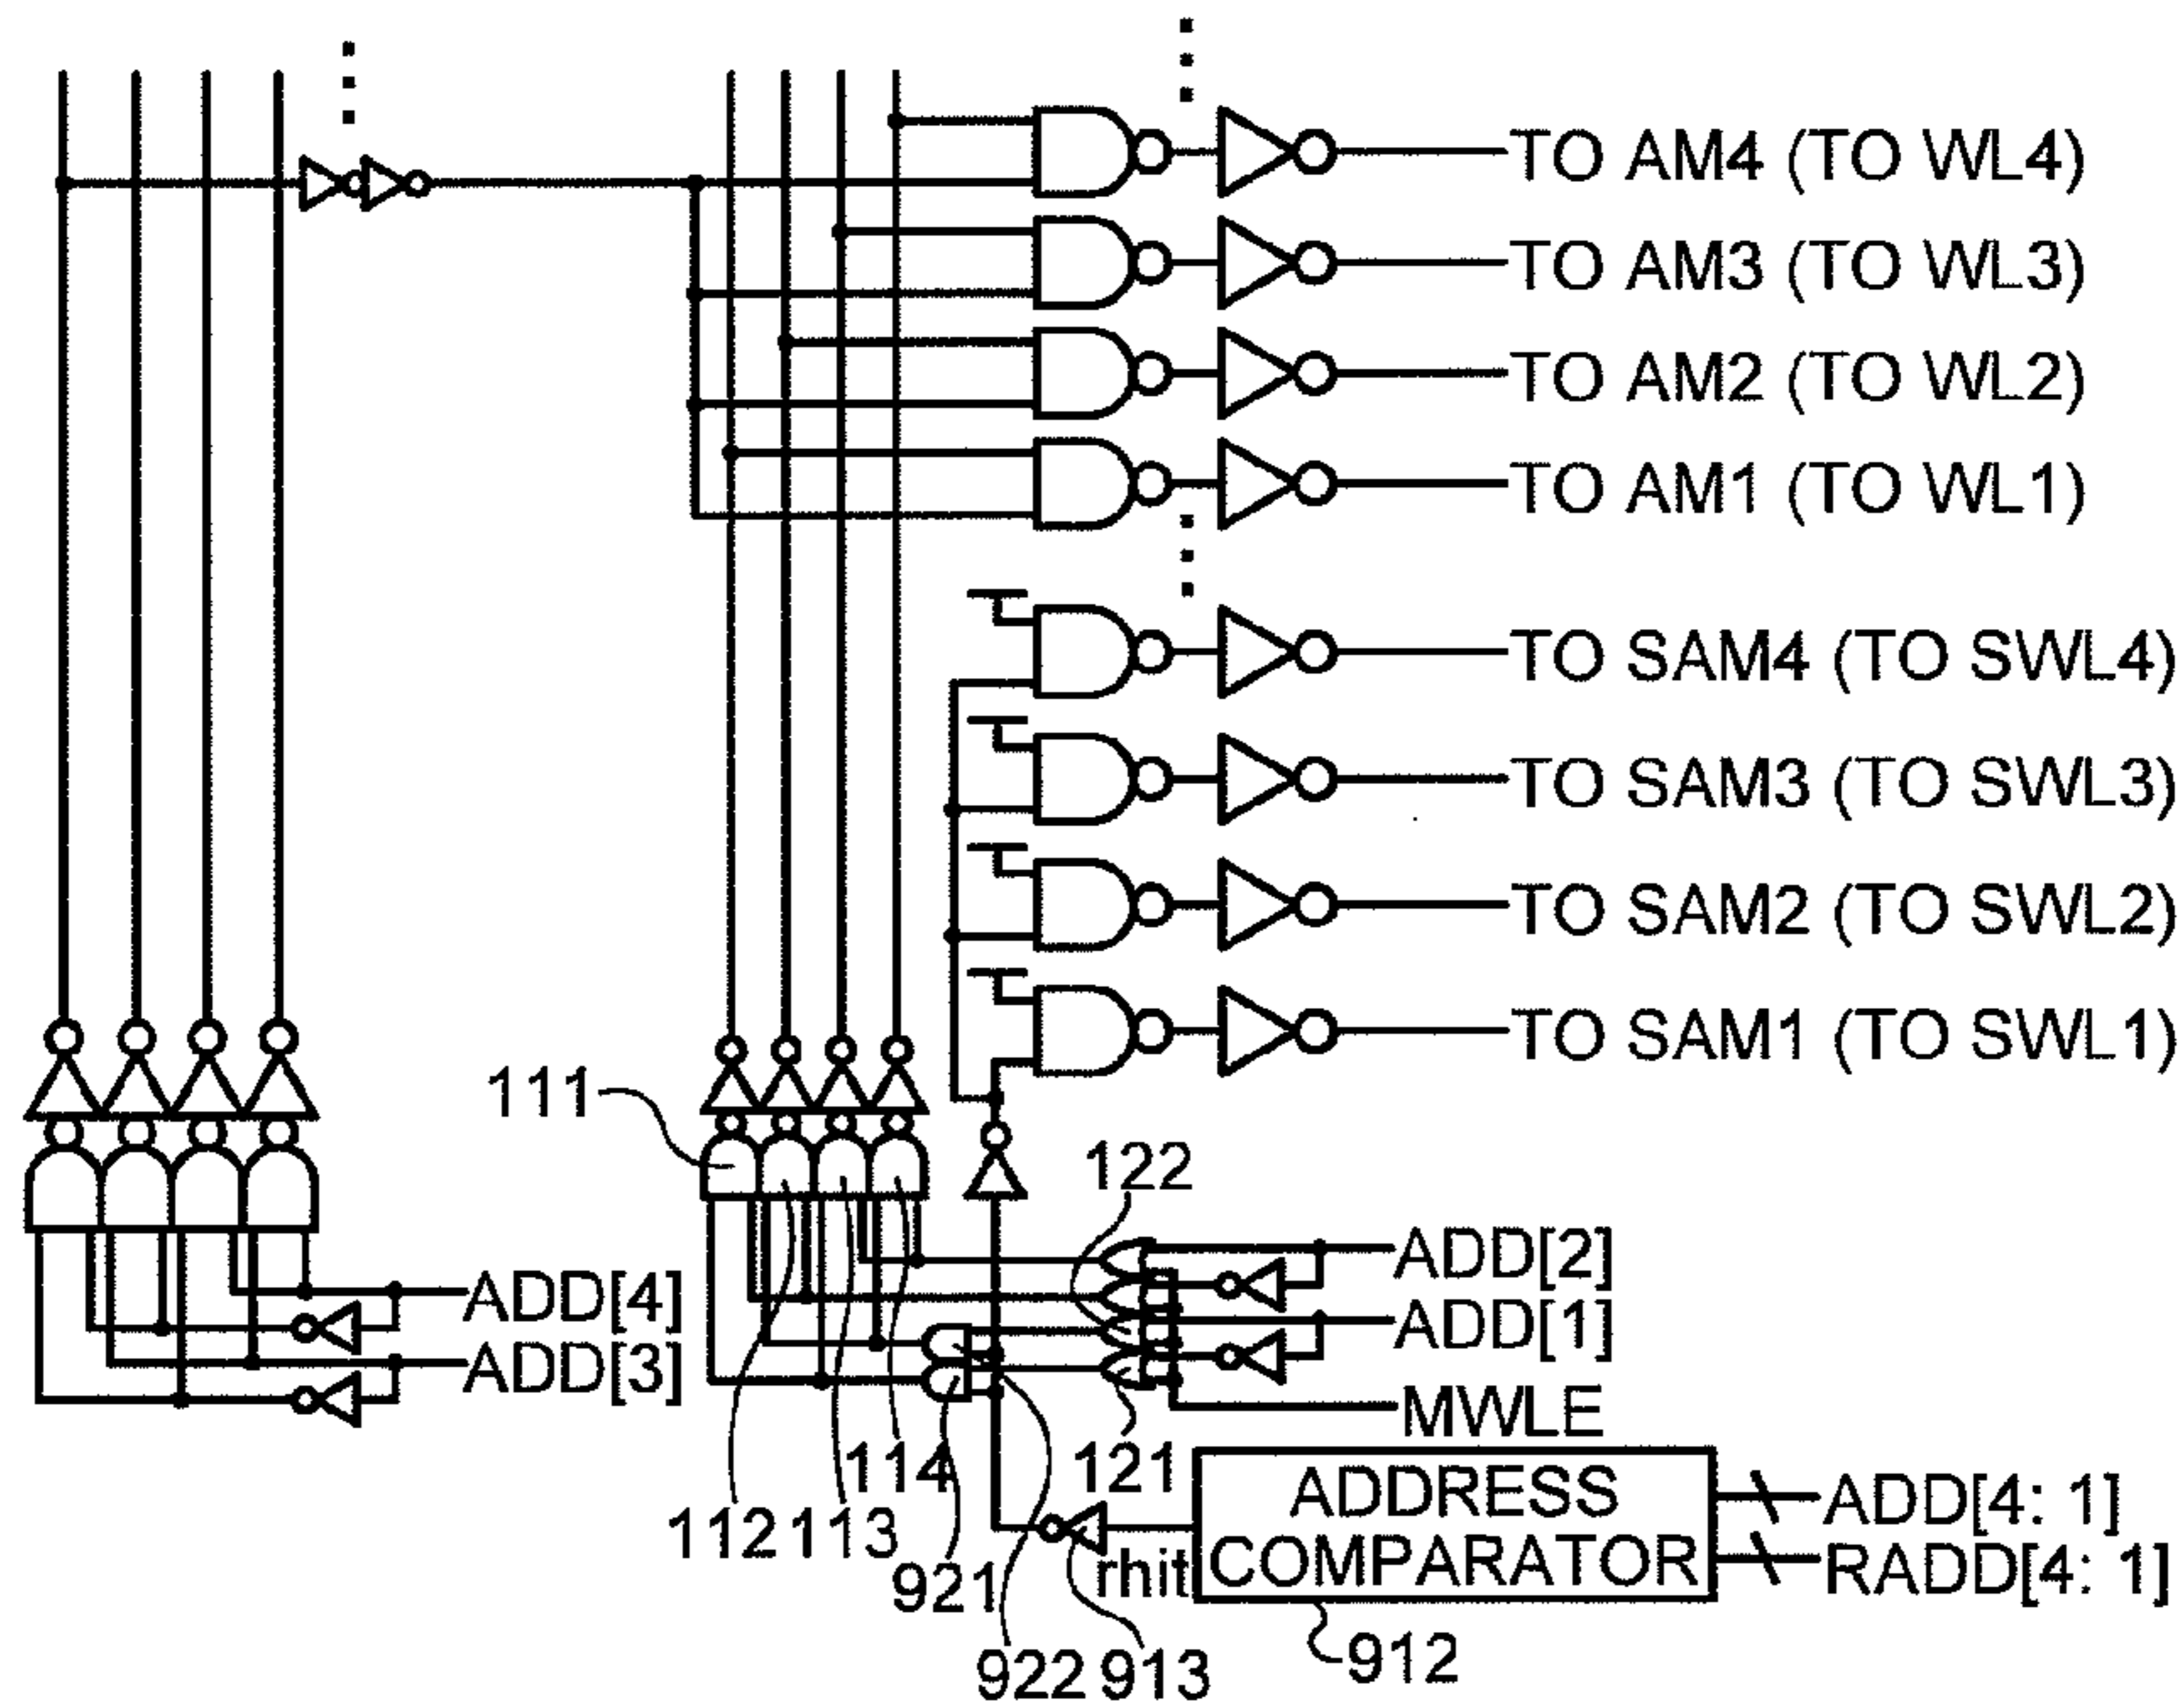 TO AM4 (TO WL4)
TO AM3 (TO WL3)
TO AM2 (TO WL2)
TO AM1 (TO WL1)
TO SAM4 (TO SWL4)
TO SAM3 (TO SWL3)
TO SAM2 (TO SWL2)
TO SAM1 (TO SWL1)
111
122
ADD[2]
ADD[4]
ADD[1]
ADD[3]
MWLE
114
121
ADDRESS
COMPARATOR
ADD[4: 1]
RADD[4: 1]
112
113
921
rhit
922
913
912